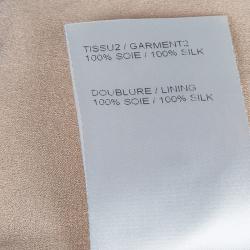 TISSU2 / GARMENT2
100% SOIE / 100% SILK
DOUBLURE / LINING
100% SOIE / 100% SILK